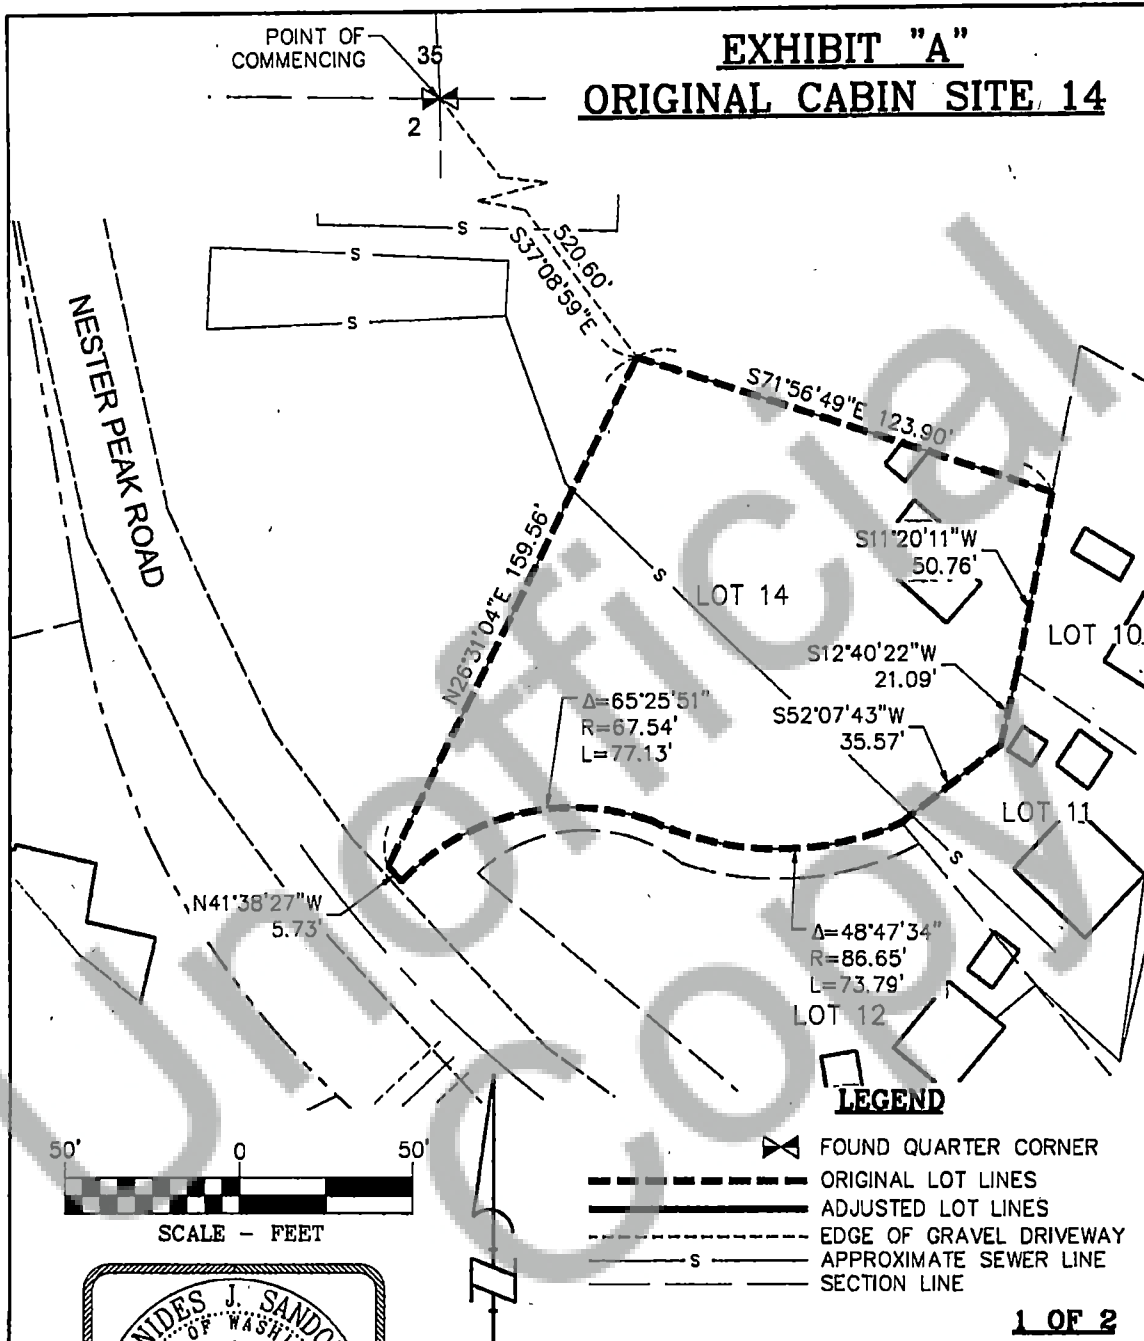 EXHIBIT "A"
ORIGINAL CABIN SITE 14
POINT OF
COMMENCING
35
2
S
520.60'
S37°08'59"E
S
S
NESTER PEAK ROAD
S71°56'49"E 123.90'
N26°31'04"E 159.56'
S11°20'11"W
50.76'
S
LOT 14
LOT 10
S12°40'22"W
21.09'
Δ=65°25'51"
R=67.54'
L=77.13'
S52°07'43"W
35.57'
LOT 11
S
N41°38'27"W
5.73'
Δ=48°47'34"
R=86.65'
L=73.79'
LOT 12
Unofficial
Copy
LEGEND
FOUND QUARTER CORNER
ORIGINAL LOT LINES
ADJUSTED LOT LINES
EDGE OF GRAVEL DRIVEWAY
S APPROXIMATE SEWER LINE
SECTION LINE
50' 0 50'
SCALE - FEET
NIDES J. SANDO
OF WASHI
1 OF 2